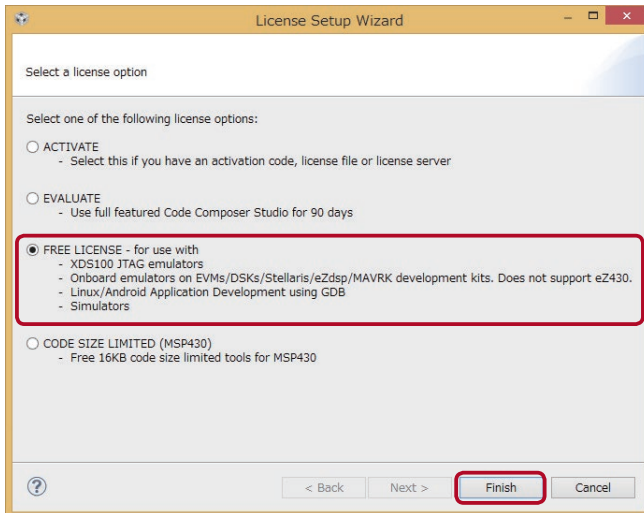 License Setup Wizard
Select a license option
Select one of the following license options:
ACTIVATE
- Select this if you have an activation code, license file or license server
EVALUATE
- Use full featured Code Composer Studio for 90 days
FREE LICENSE - for use with
- XDS100 JTAG emulators
- Onboard emulators on EVMs/DSKs/Stellaris/eZdsp/MAVRK development kits. Does not support eZ430.
- Linux/Android Application Development using GDB
- Simulators
CODE SIZE LIMITED (MSP430)
- Free 16KB code size limited tools for MSP430
? < Back Next > Finish Cancel